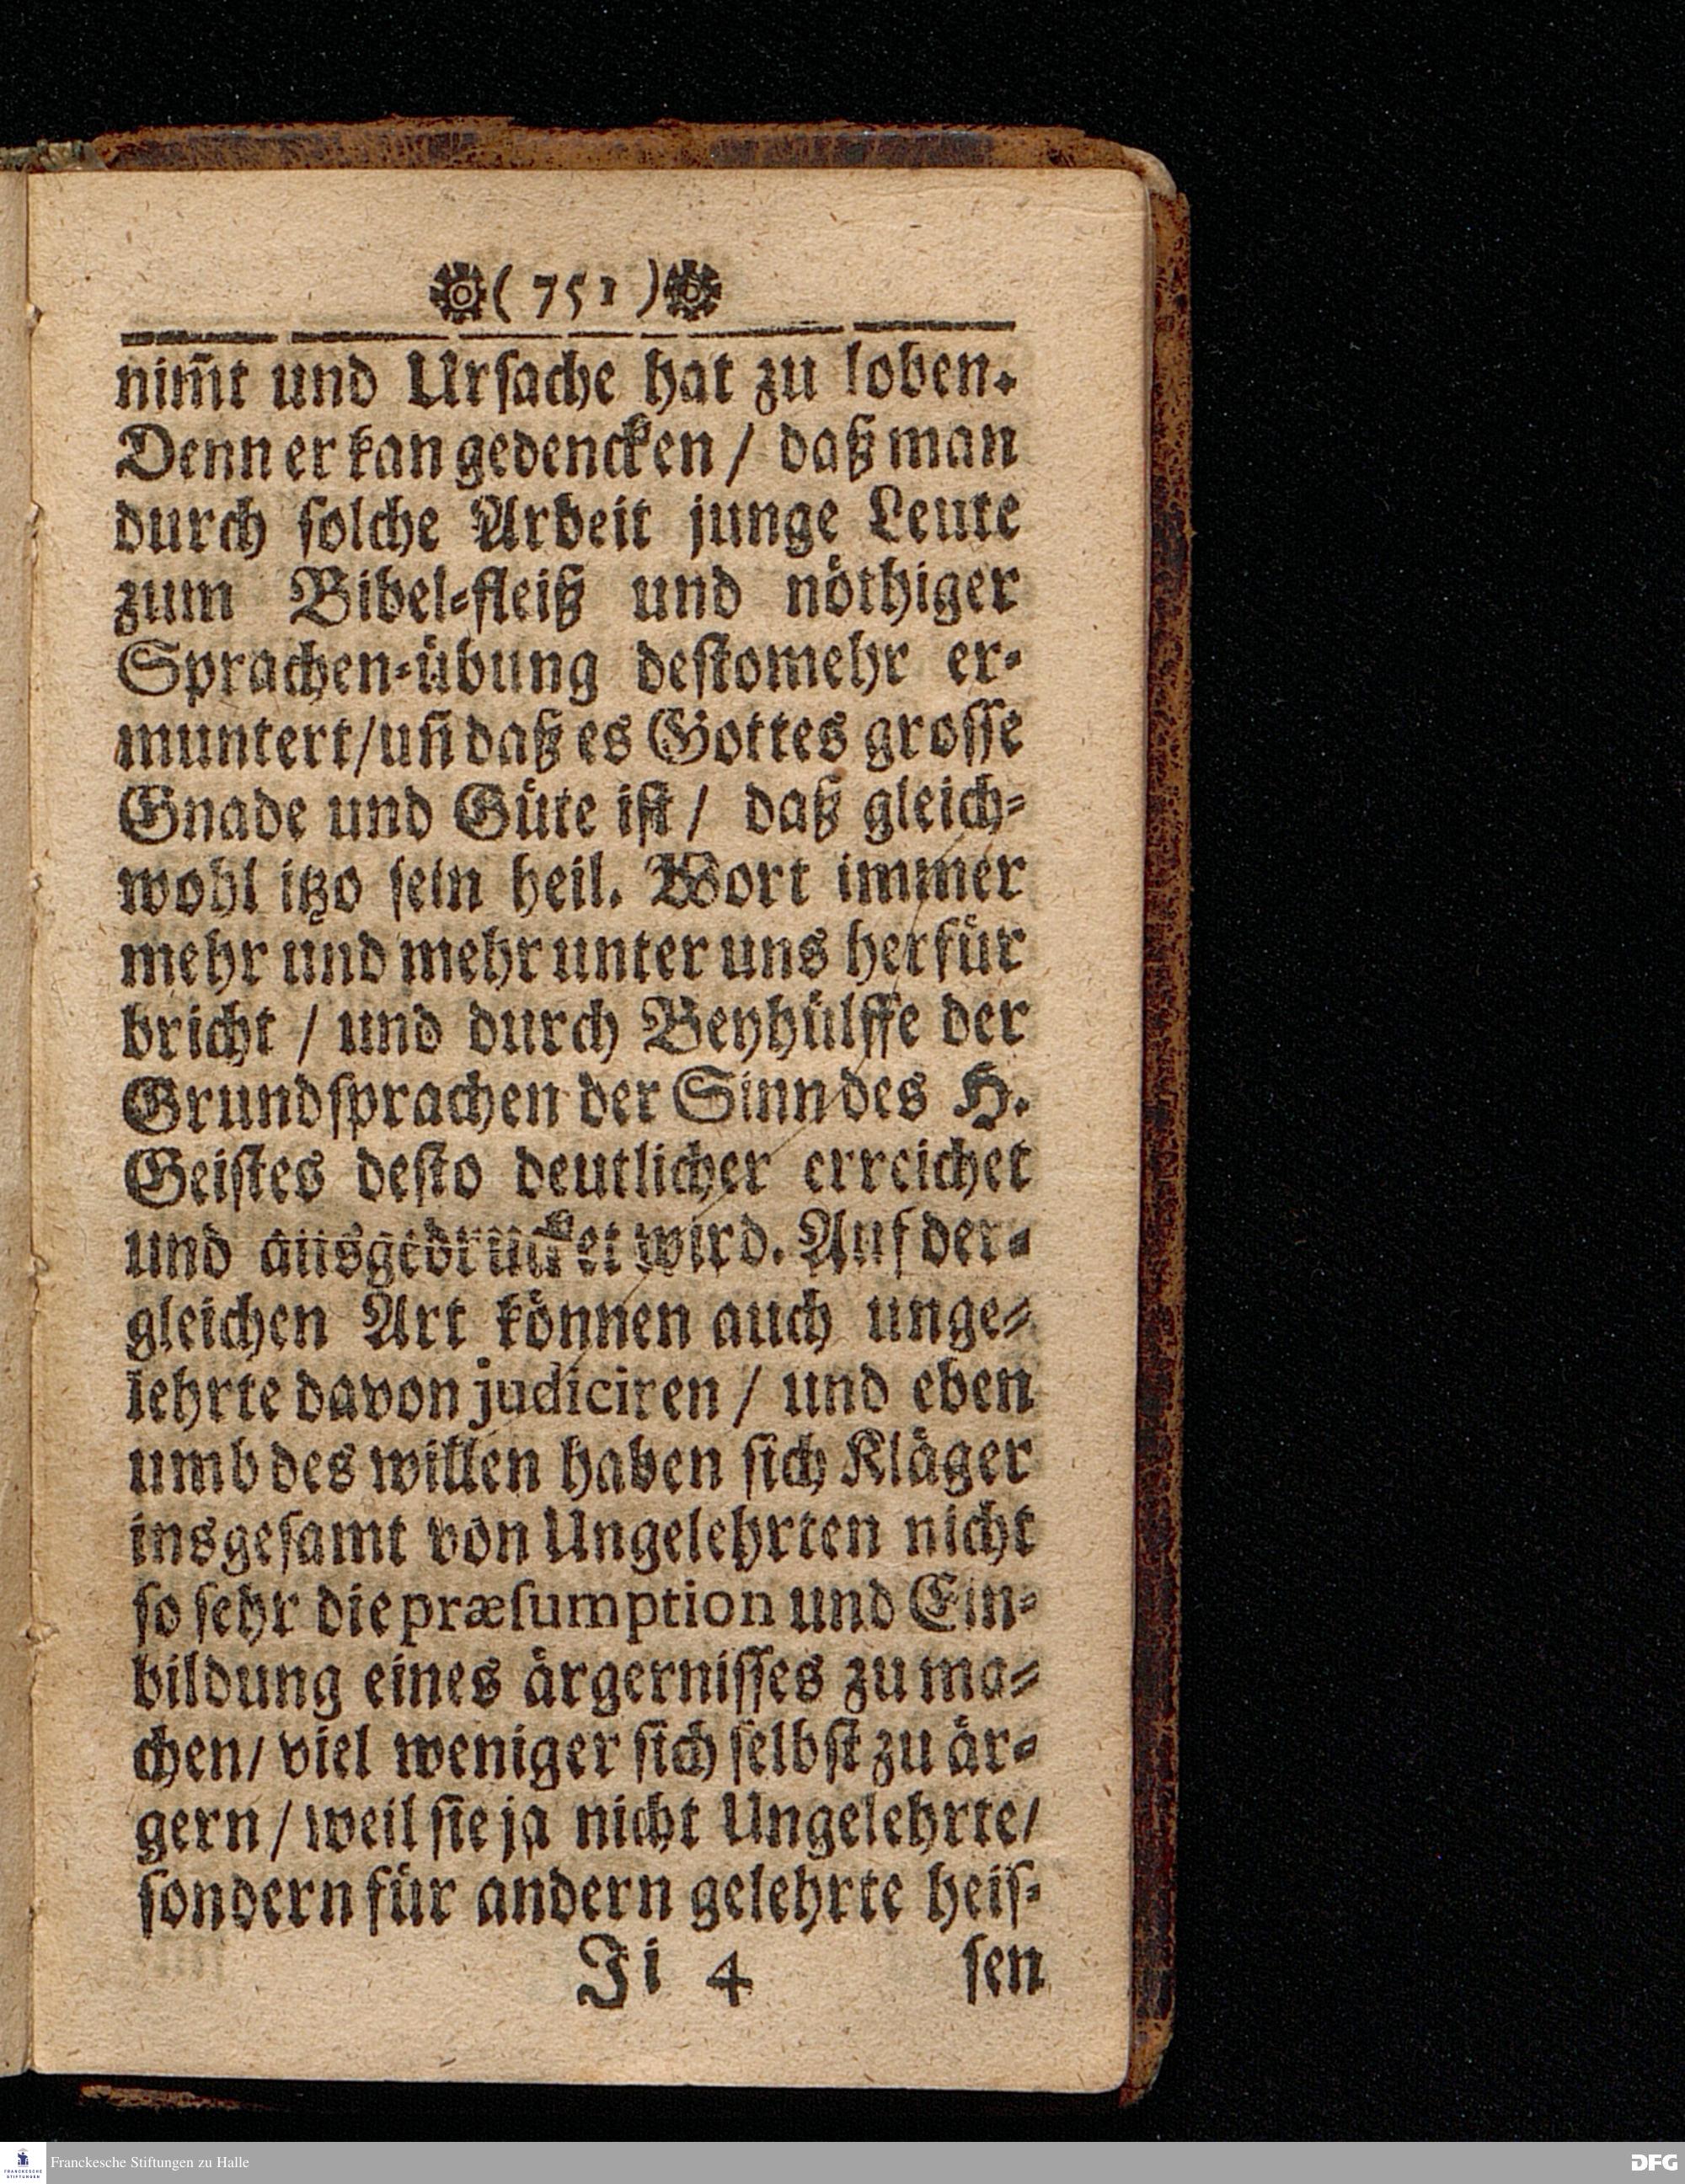 ( 751 )
nim̃t und Urſache hat zu loben.
Denn er kan gedencken / daß man
durch ſolche Arbeit junge Leute
zum Bibel-fleiß und nöthiger
Sprachen-übung deſtomehr er-
muntert/uñ daß es Gottes groſſe
Gnade und Güte iſt / daß gleich-
wohl itzo ſein heil. Wort immer
mehr und mehr unter uns herfür
bricht / und durch Beyhülffe der
Grundſprachen der Sinn des H.
Geiſtes deſto deutlicher erreichet
und ausgedrücket wird. Auf der-
gleichen Art können auch unge-
lehrte davon judiciren / und eben
umb des willen haben ſich Kläger
insgeſamt von Ungelehrten nicht
ſo ſehr die præſumption und Ein-
bildung eines ärgerniſſes zu ma-
chen/ viel weniger ſich ſelbſt zu är-
gern / weil ſie ja nicht Ungelehrte/
ſondern für andern gelehrte heiſ-
Ji 4 ſen
FRANCKESCHE STIFTUNGEN
Franckesche Stiftungen zu Halle
DFG